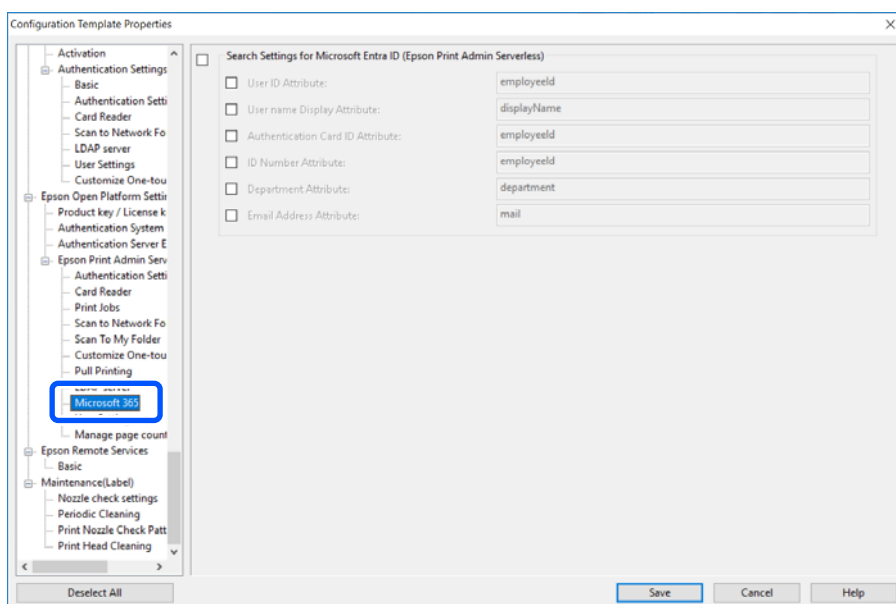 Configuration Template Properties
Activation
Authentication Settings
Basic
Authentication Setti
Card Reader
Scan to Network Fo
LDAP server
User Settings
Customize One-tou
Epson Open Platform Settin
Product key / License k
Authentication System
Authentication Server E
Epson Print Admin Serv
Authentication Setti
Card Reader
Print Jobs
Scan to Network Fo
Scan To My Folder
Customize One-tou
Pull Printing
LDAP server
Microsoft 365
Manage page count
Epson Remote Services
Basic
Maintenance(Label)
Nozzle check settings
Periodic Cleaning
Print Nozzle Check Patt
Print Head Cleaning
Search Settings for Microsoft Entra ID (Epson Print Admin Serverless)
User ID Attribute: employeeId
User name Display Attribute: displayName
Authentication Card ID Attribute: employeeId
ID Number Attribute: employeeId
Department Attribute: department
Email Address Attribute: mail
Deselect All
Save Cancel Help